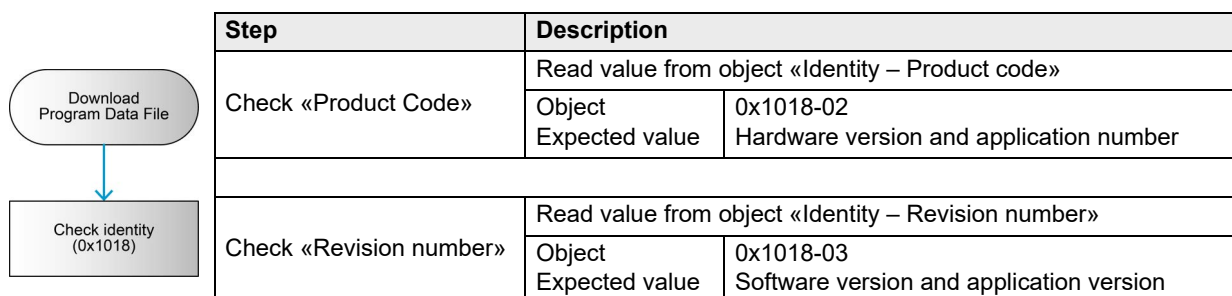 Download
Program Data File
Check identity
(0x1018)
Step Description
Check «Product Code»
Read value from object «Identity – Product code»
Object 0x1018-02
Expected value Hardware version and application number
Check «Revision number»
Read value from object «Identity – Revision number»
Object 0x1018-03
Expected value Software version and application version